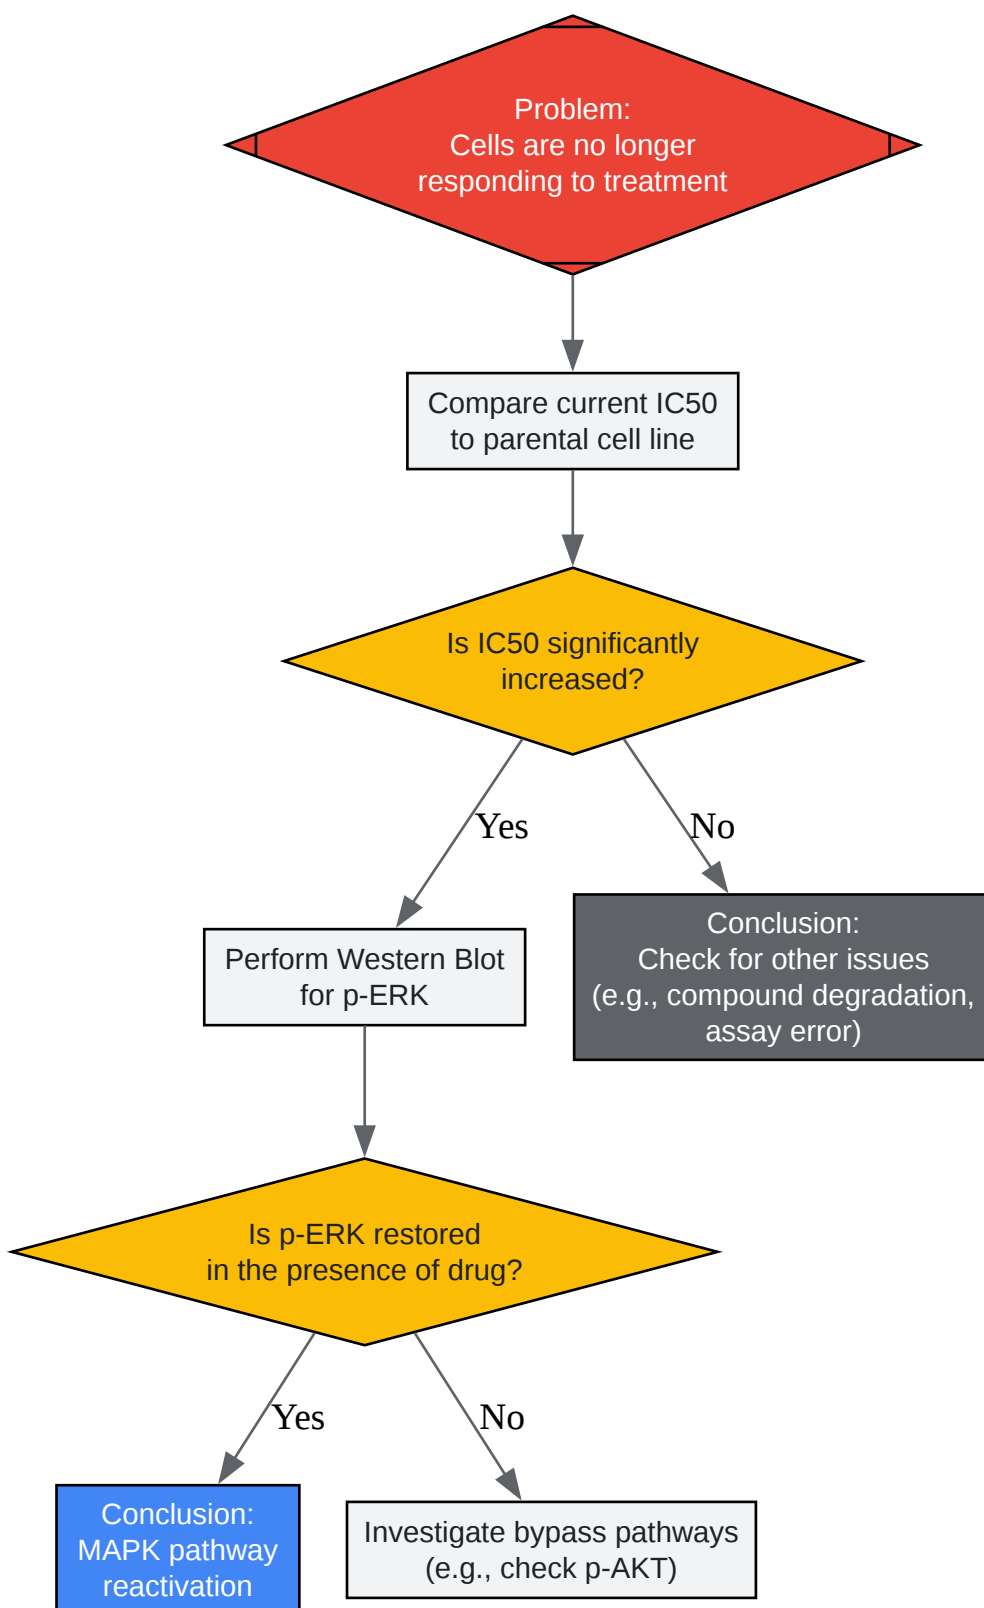 Problem:
Cells are no longer
responding to treatment
Compare current IC50
to parental cell line
Is IC50 significantly
increased?
Yes
No
Perform Western Blot
for p-ERK
Conclusion:
Check for other issues
(e.g., compound degradation,
assay error)
Is p-ERK restored
in the presence of drug?
Yes
No
Conclusion:
MAPK pathway
reactivation
Investigate bypass pathways
(e.g., check p-AKT)